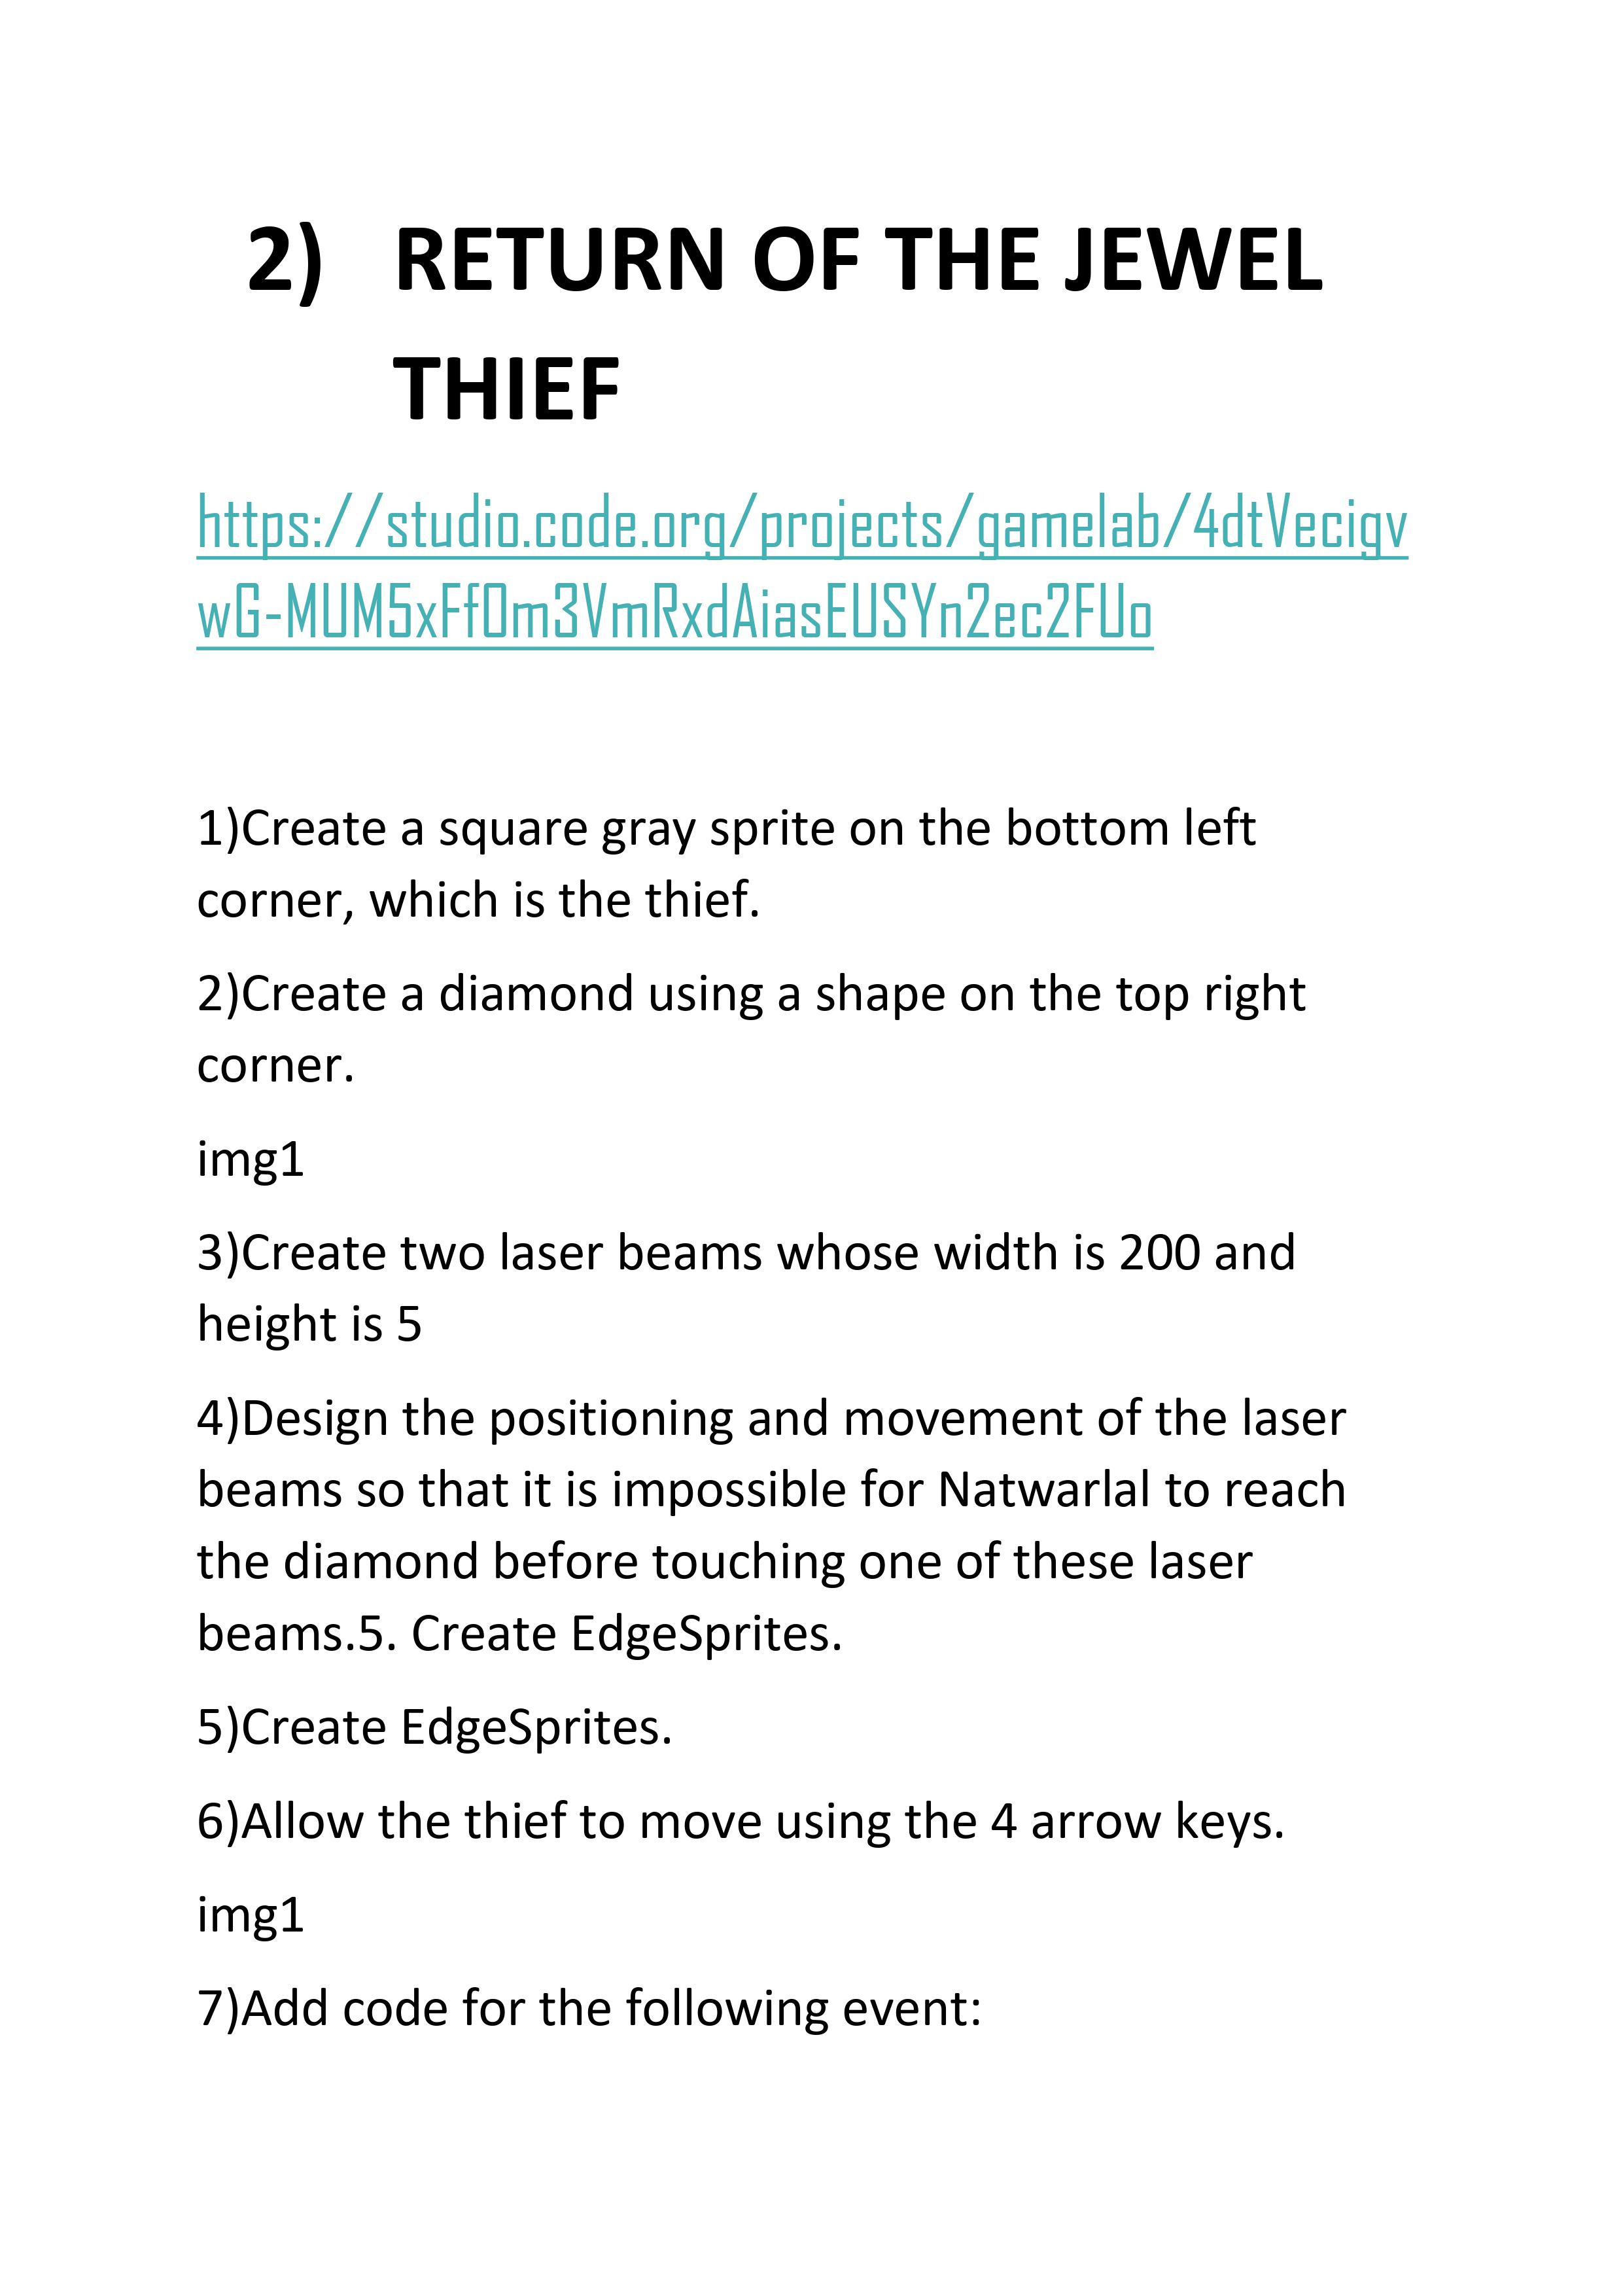 2) RETURN OF THE JEWEL
THIEF
https://studio.code.org/projects/gamelab/4dtVecigv
wG-MUM5xFf0m3VmRxdAiasEUSYn2ec2FUo
1)Create a square gray sprite on the bottom left
corner, which is the thief.
2)Create a diamond using a shape on the top right
corner.
img1
3)Create two laser beams whose width is 200 and
height is 5
4)Design the positioning and movement of the laser
beams so that it is impossible for Natwarlal to reach
the diamond before touching one of these laser
beams.5. Create EdgeSprites.
5)Create EdgeSprites.
6)Allow the thief to move using the 4 arrow keys.
img1
7)Add code for the following event: